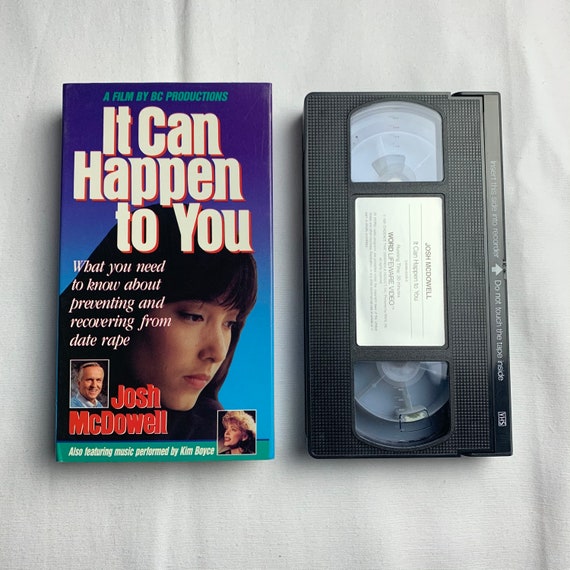 A FILM BY BC PRODUCTIONS
It Can
Happen
to You
What you need
to know about
preventing and
recovering from
date rape
Josh
McDowell
Also featuring music performed by Kim Boyce
JOSH MCDOWELL
It Can Happen to You
WORD LIFEWARE VIDEO
Insert this side into recorder
Do not touch the tape inside
VHS